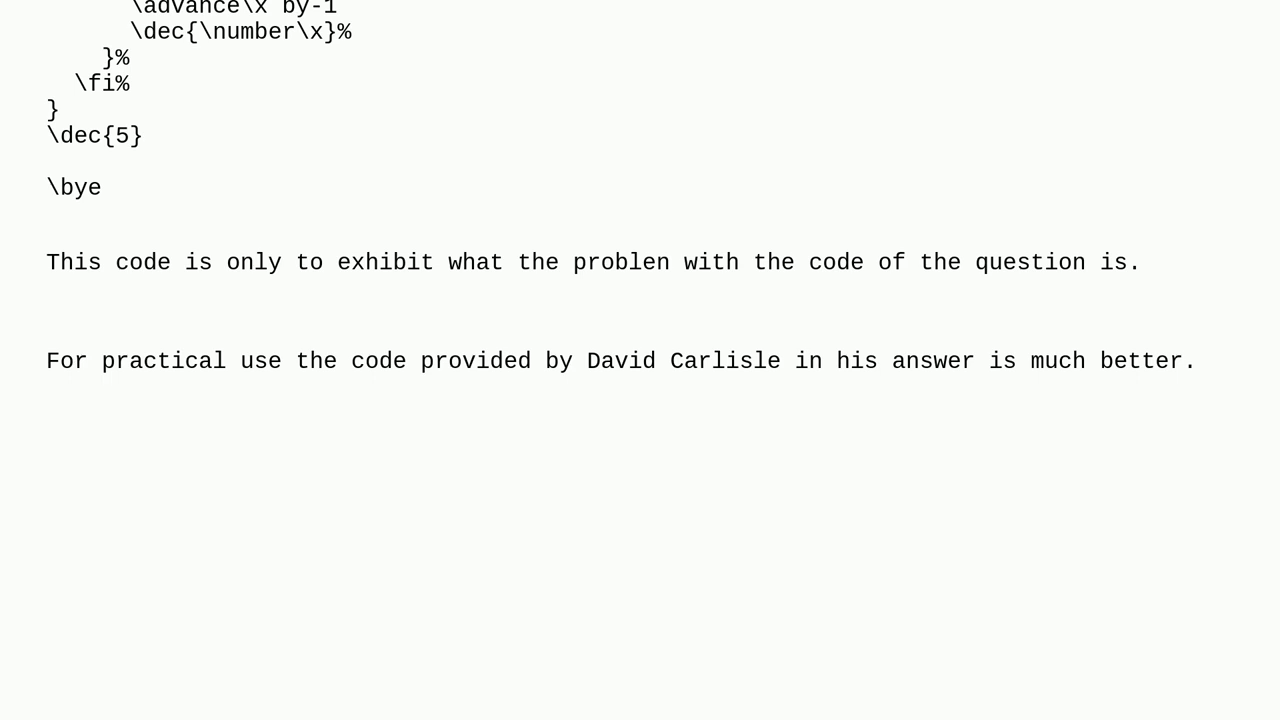 \advance\x by-1
\dec{\number\x}%
}%
\fi%
}
\dec{5}
\bye
This code is only to exhibit what the problen with the code of the question is.
For practical use the code provided by David Carlisle in his answer is much better.